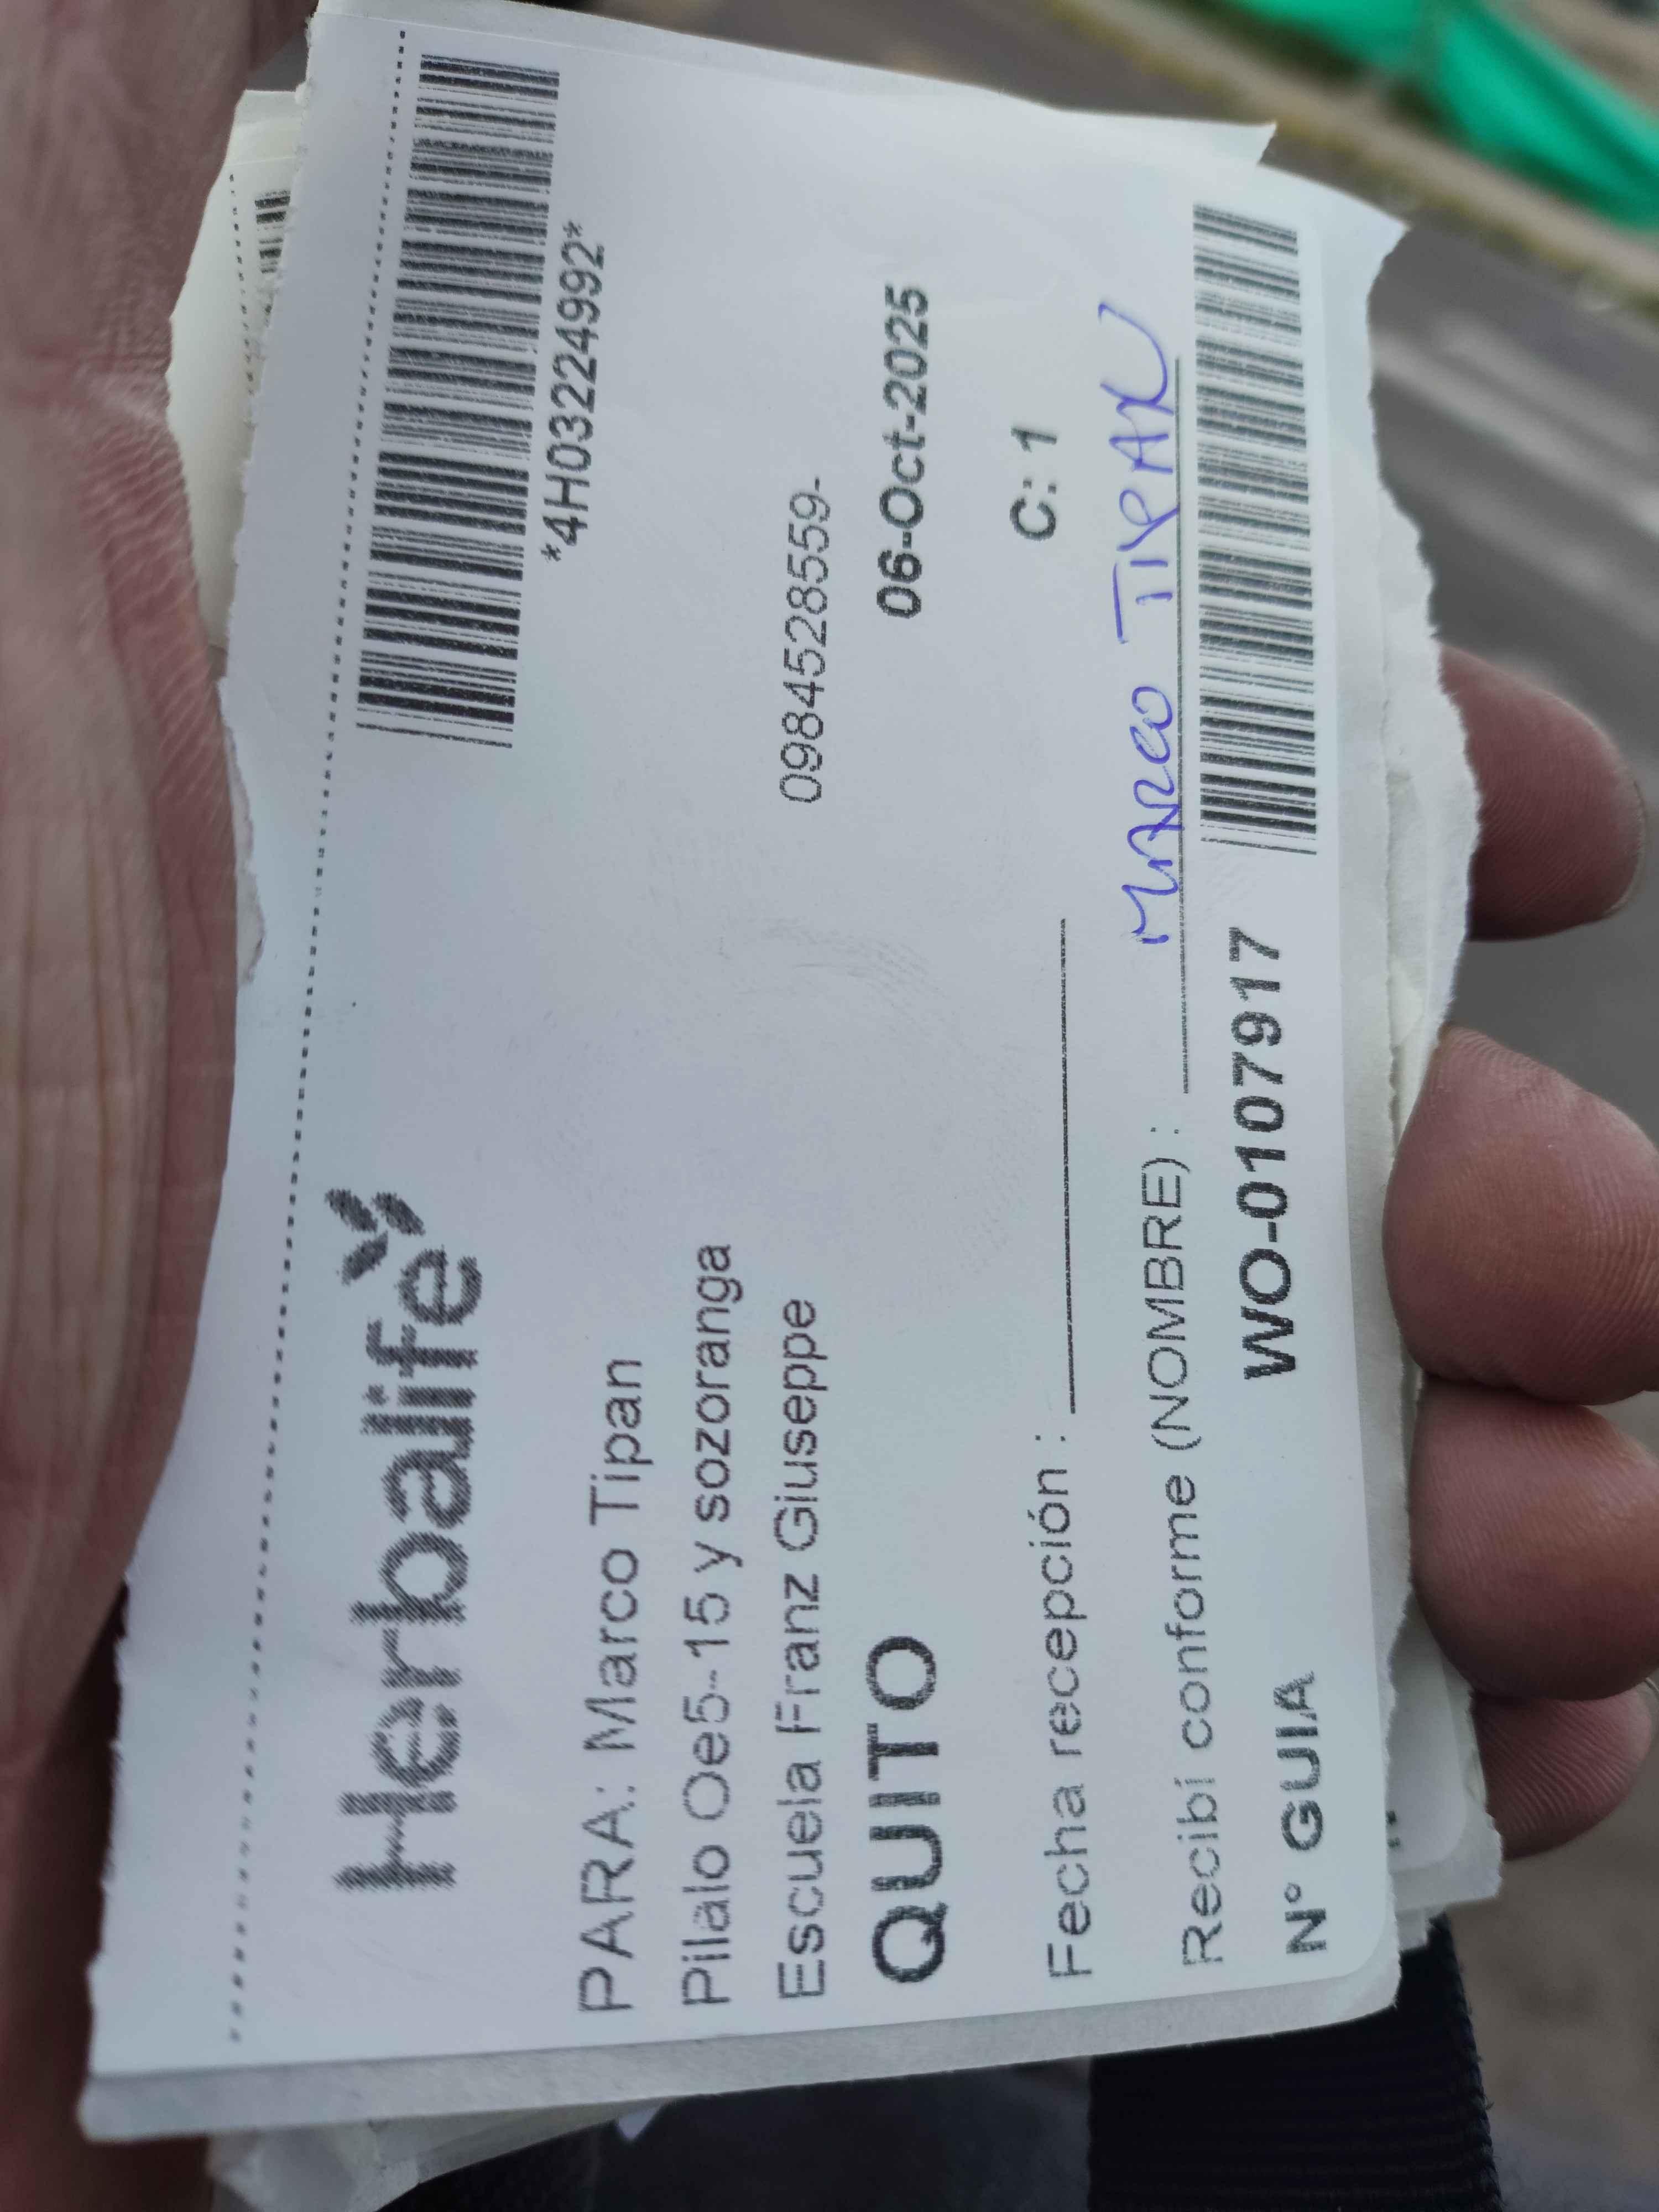 *4H03224992*
Herbalife
PARA: Marco Tipan
Pilalo Oe5-15 y sozoranga
Escuela Franz Giuseppe 0984528559-
QUITO 06-Oct-2025
Fecha recepción : C: 1
Recibí conforme (NOMBRE) : MARCO TIPAN
N° GUIA WO-0107917